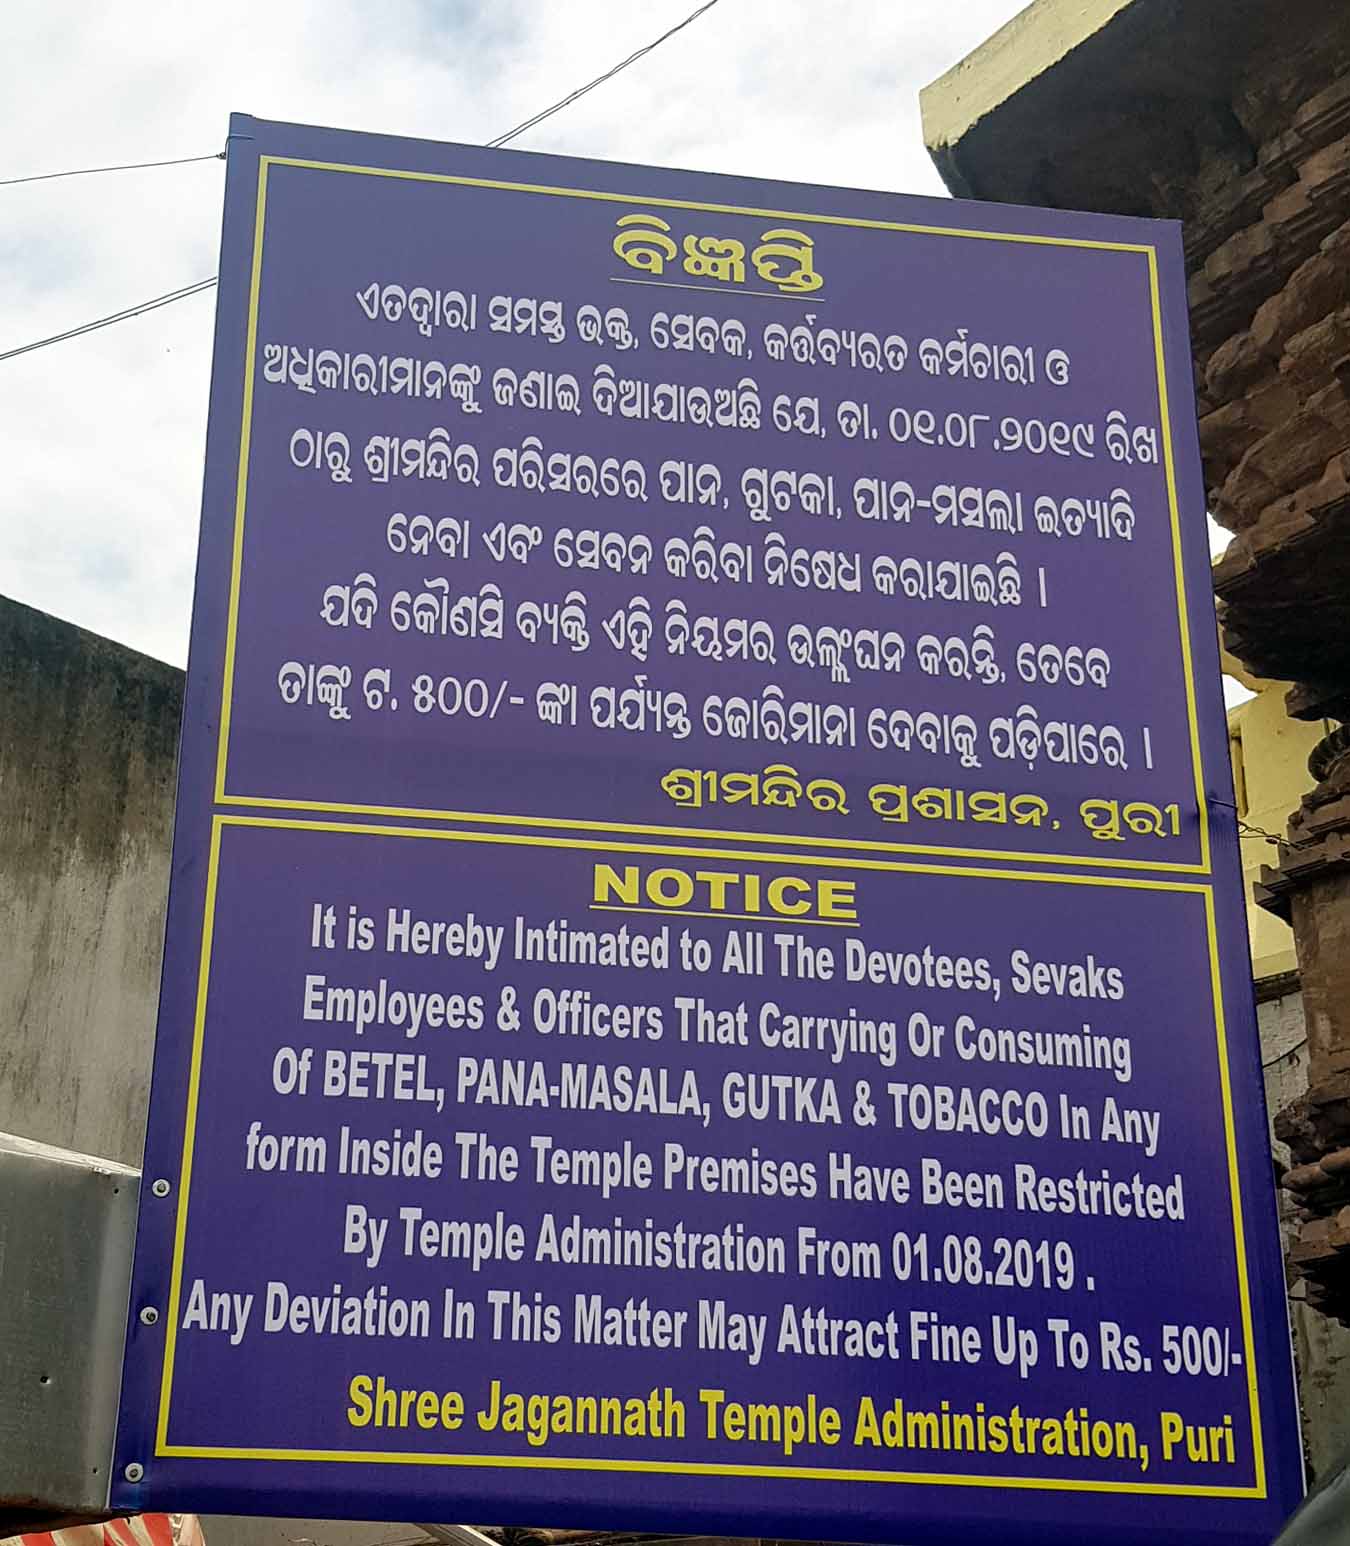 ବିଜ୍ଞପ୍ତି
ଏତଦ୍ଵାରା ସମସ୍ତ ଭକ୍ତ, ସେବକ, କର୍ତ୍ତବ୍ୟରତ କର୍ମଚାରୀ ଓ
ଅଧିକାରୀମାନଙ୍କୁ ଜଣାଇ ଦିଆଯାଉଅଛି ଯେ, ତା. ୦୧.୦୮.୨୦୧୯ ରିଖ
ଠାରୁ ଶ୍ରୀମନ୍ଦିର ପରିସରରେ ପାନ, ଗୁଟକା, ପାନ-ମସଲା ଇତ୍ୟାଦି
ନେବା ଏବଂ ସେବନ କରିବା ନିଷେଧ କରାଯାଇଛି ।
ଯଦି କୌଣସି ବ୍ୟକ୍ତି ଏହି ନିୟମର ଉଲ୍ଲଂଘନ କରନ୍ତି, ତେବେ
ତାଙ୍କୁ ଟ. ୫୦୦/- ଙ୍କା ପର୍ଯ୍ୟନ୍ତ ଜୋରିମାନା ଦେବାକୁ ପଡ଼ିପାରେ ।
ଶ୍ରୀମନ୍ଦିର ପ୍ରଶାସନ, ପୁରୀ
NOTICE
It is Hereby Intimated to All The Devotees, Sevaks
Employees & Officers That Carrying Or Consuming
Of BETEL, PANA-MASALA, GUTKA & TOBACCO In Any
form Inside The Temple Premises Have Been Restricted
By Temple Administration From 01.08.2019 .
Any Deviation In This Matter May Attract Fine Up To Rs. 500/-
Shree Jagannath Temple Administration, Puri